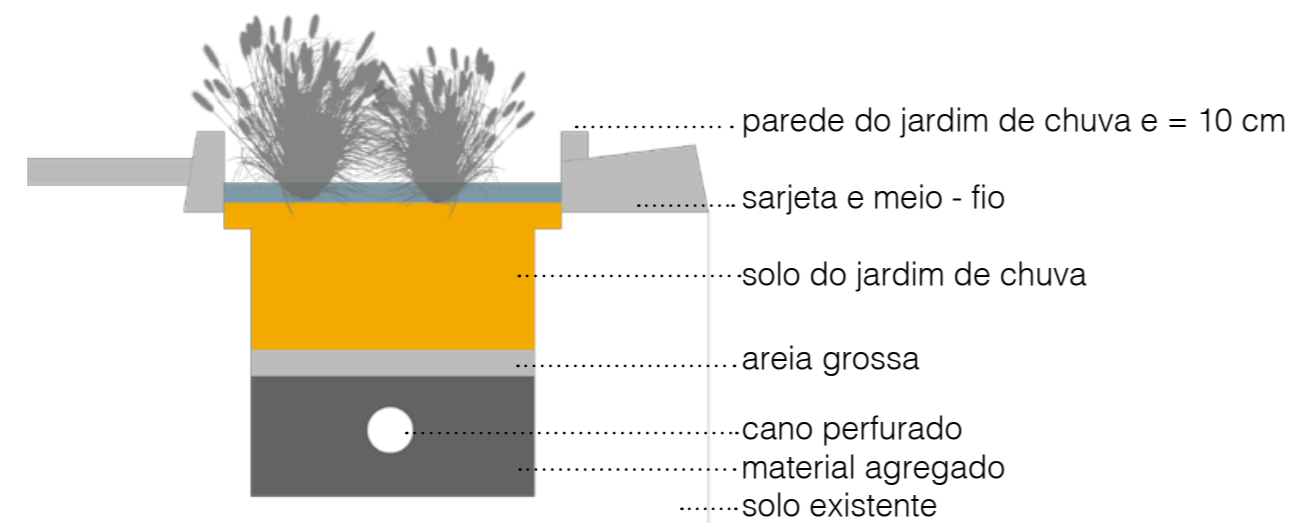 parede do jardim de chuva e = 10 cm
sarjeta e meio - fio
solo do jardim de chuva
areia grossa
cano perfurado
material agregado
solo existente